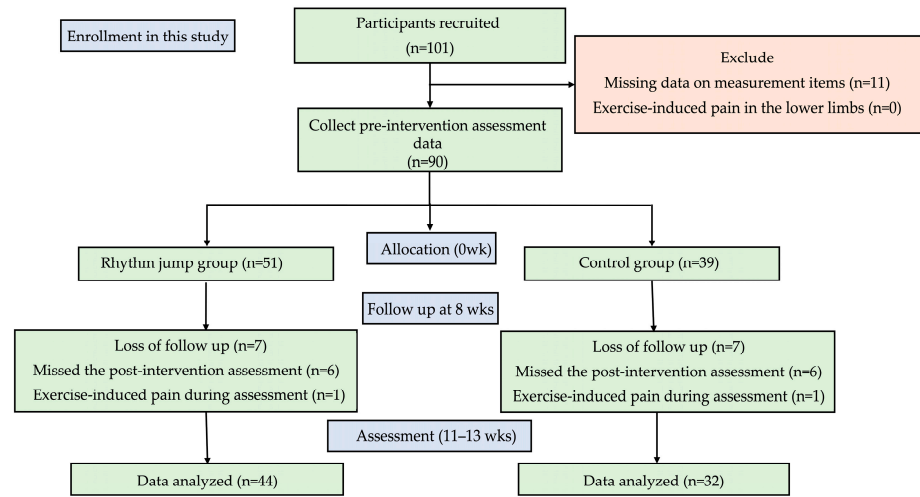 Enrollment in this study
Participants recruited
(n=101)
Exclude
Missing data on measurement items (n=11)
Exercise-induced pain in the lower limbs (n=0)
Collect pre-intervention assessment
data
(n=90)
Allocation (0wk)
Rhythm jump group (n=51)
Control group (n=39)
Follow up at 8 wks
Loss of follow up (n=7)
Missed the post-intervention assessment (n=6)
Exercise-induced pain during assessment (n=1)
Loss of follow up (n=7)
Missed the post-intervention assessment (n=6)
Exercise-induced pain during assessment (n=1)
Assessment (11–13 wks)
Data analyzed (n=44)
Data analyzed (n=32)